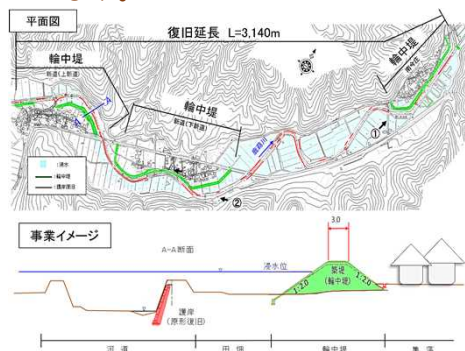 平面図
復旧延長 L=3,140m
輪中堤
新道(上新道)
輪中堤
新道(下新道)
輪中堤
A
A
①
②
：浸水
：輪中堤
：護岸復旧
事業イメージ
A-A断面
3.0
浸水位
築堤
(輪中堤)
1:2.0
1:2.0
護岸
(原形復旧)
河道
田畑
輪中堤
集落